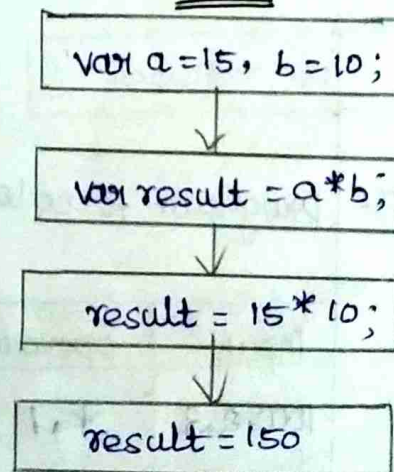 var a=15, b=10;
var result = a*b;
result = 15*10;
result = 150